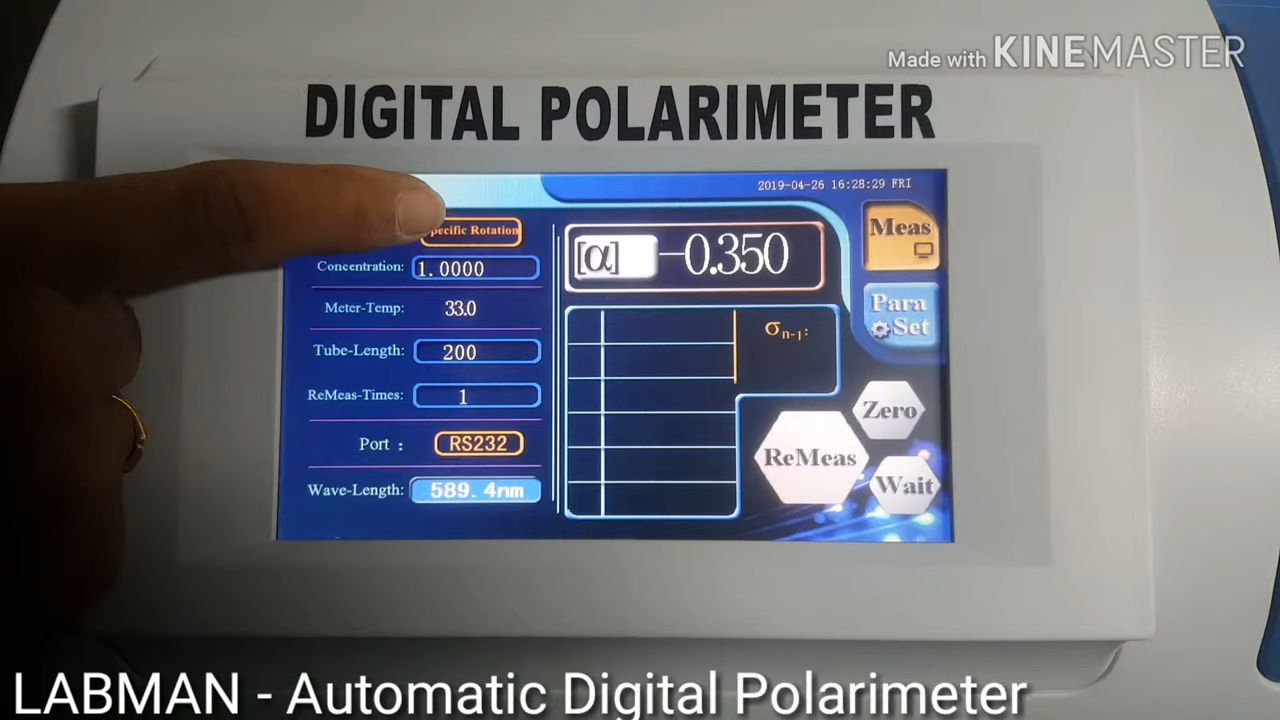 Made with KINEMASTER
DIGITAL POLARIMETER
2019-04-26 16:28:29 FRI
Rotation
[α] -0.350
Meas
Concentration: 1.0000
Meter-Temp: 33.0
Para
Set
σn-1:
Tube-Length: 200
ReMeas-Times: 1
Zero
Port : RS232
ReMeas
Wave-Length: 589.4nm
Wait
LABMAN - Automatic Digital Polarimeter